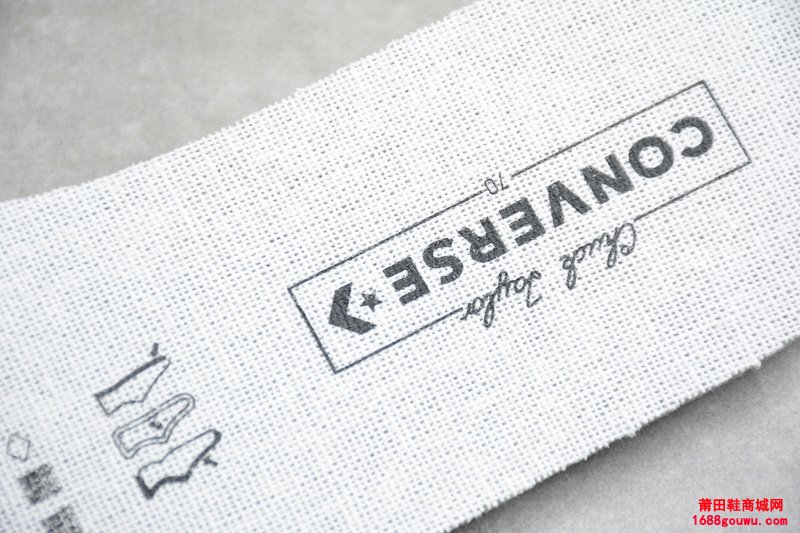 70
CONVERSE
Chuck Taylor
莆田鞋商城网
1688gouwu.com